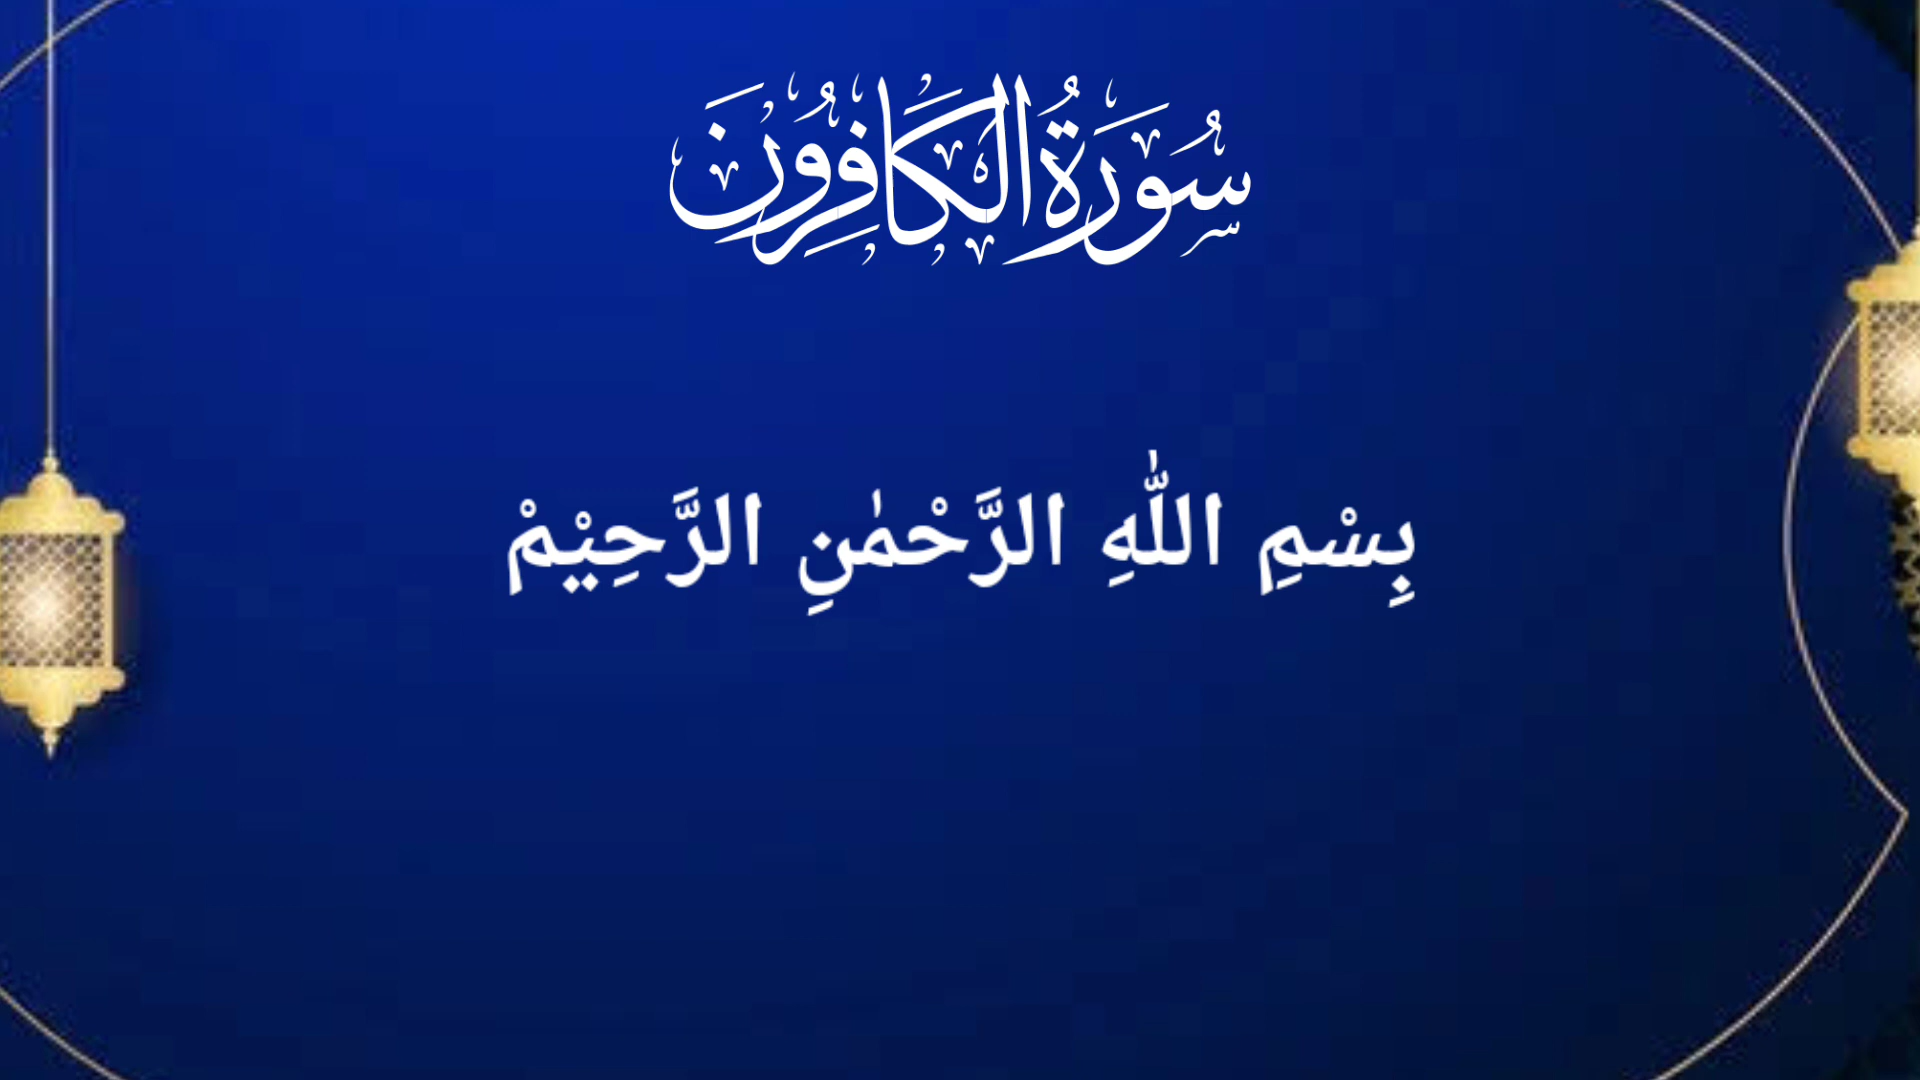 سُورَةُ الكَافِرُونَ
بِسْمِ اللّٰهِ الرَّحْمٰنِ الرَّحِيْمْ